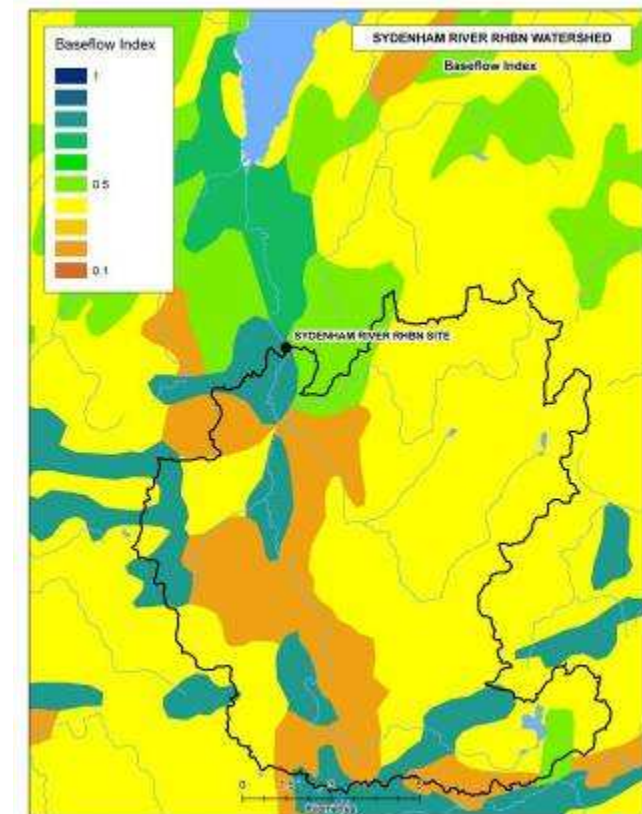 SYDENHAM RIVER RHBN WATERSHED
Baseflow Index
Baseflow Index
1
0.5
0.1
SYDENHAM RIVER RHBN SITE
0